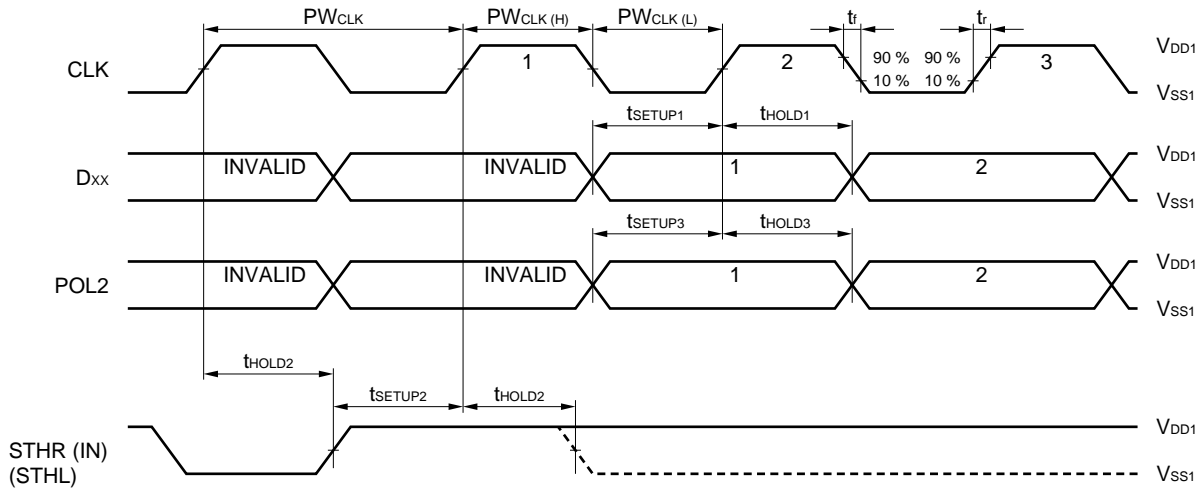 PWCLK PWCLK (H) PWCLK (L) tf tr
CLK 1 2 90 % 90 % 3 VDD1
10 % 10 % VSS1
tSETUP1 tHOLD1
DXX INVALID INVALID 1 2 VDD1
VSS1
tSETUP3 tHOLD3
POL2 INVALID INVALID 1 2 VDD1
VSS1
tHOLD2
tSETUP2 tHOLD2
STHR (IN) VDD1
(STHL) VSS1